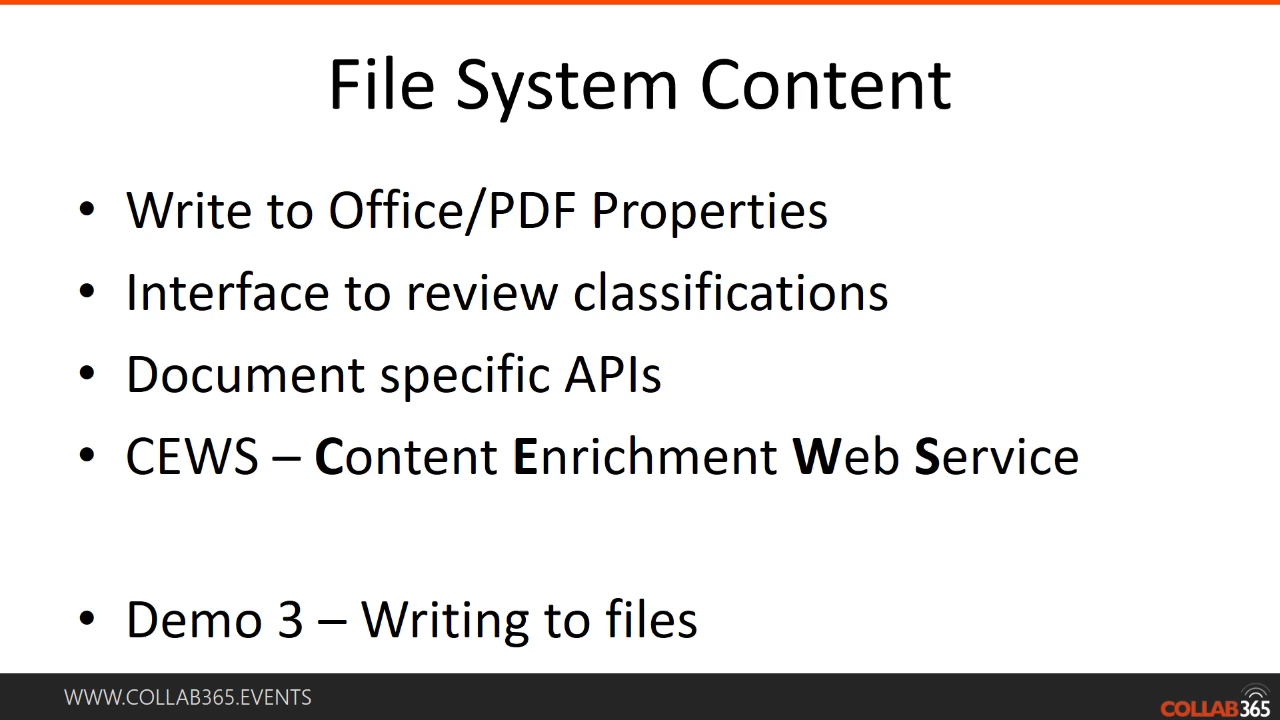 File System Content
• Write to Office/PDF Properties
• Interface to review classifications
• Document specific APIs
• CEWS – Content Enrichment Web Service
• Demo 3 – Writing to files
WWW.COLLAB365.EVENTS
COLLAB365